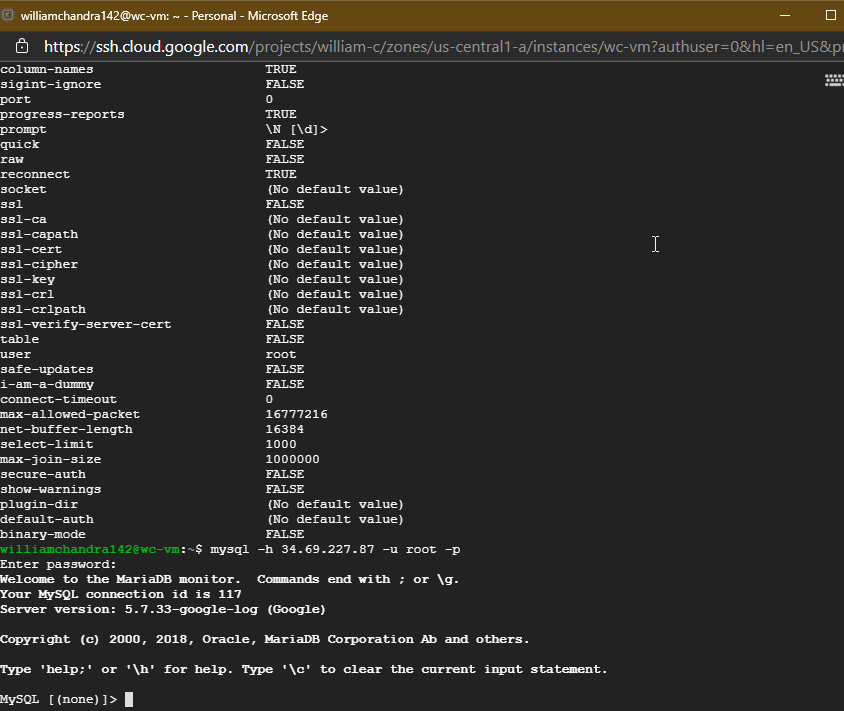 williamchandra142@wc-vm: ~ - Personal - Microsoft Edge
https://ssh.cloud.google.com/projects/william-c/zones/us-central1-a/instances/wc-vm?authuser=0&hl=en_US&pr
column-names TRUE
sigint-ignore FALSE
port 0
progress-reports TRUE
prompt \N [\d]>
quick FALSE
raw FALSE
reconnect TRUE
socket (No default value)
ssl FALSE
ssl-ca (No default value)
ssl-capath (No default value)
ssl-cert (No default value)
ssl-cipher (No default value)
ssl-key (No default value)
ssl-crl (No default value)
ssl-crlpath (No default value)
ssl-verify-server-cert FALSE
table FALSE
user root
safe-updates FALSE
i-am-a-dummy FALSE
connect-timeout 0
max-allowed-packet 16777216
net-buffer-length 16384
select-limit 1000
max-join-size 1000000
secure-auth FALSE
show-warnings FALSE
plugin-dir (No default value)
default-auth (No default value)
binary-mode FALSE
williamchandra142@wc-vm:~$ mysql -h 34.69.227.87 -u root -p
Enter password:
Welcome to the MariaDB monitor.  Commands end with ; or \g.
Your MySQL connection id is 117
Server version: 5.7.33-google-log (Google)
Copyright (c) 2000, 2018, Oracle, MariaDB Corporation Ab and others.
Type 'help;' or '\h' for help. Type '\c' to clear the current input statement.
MySQL [(none)]>